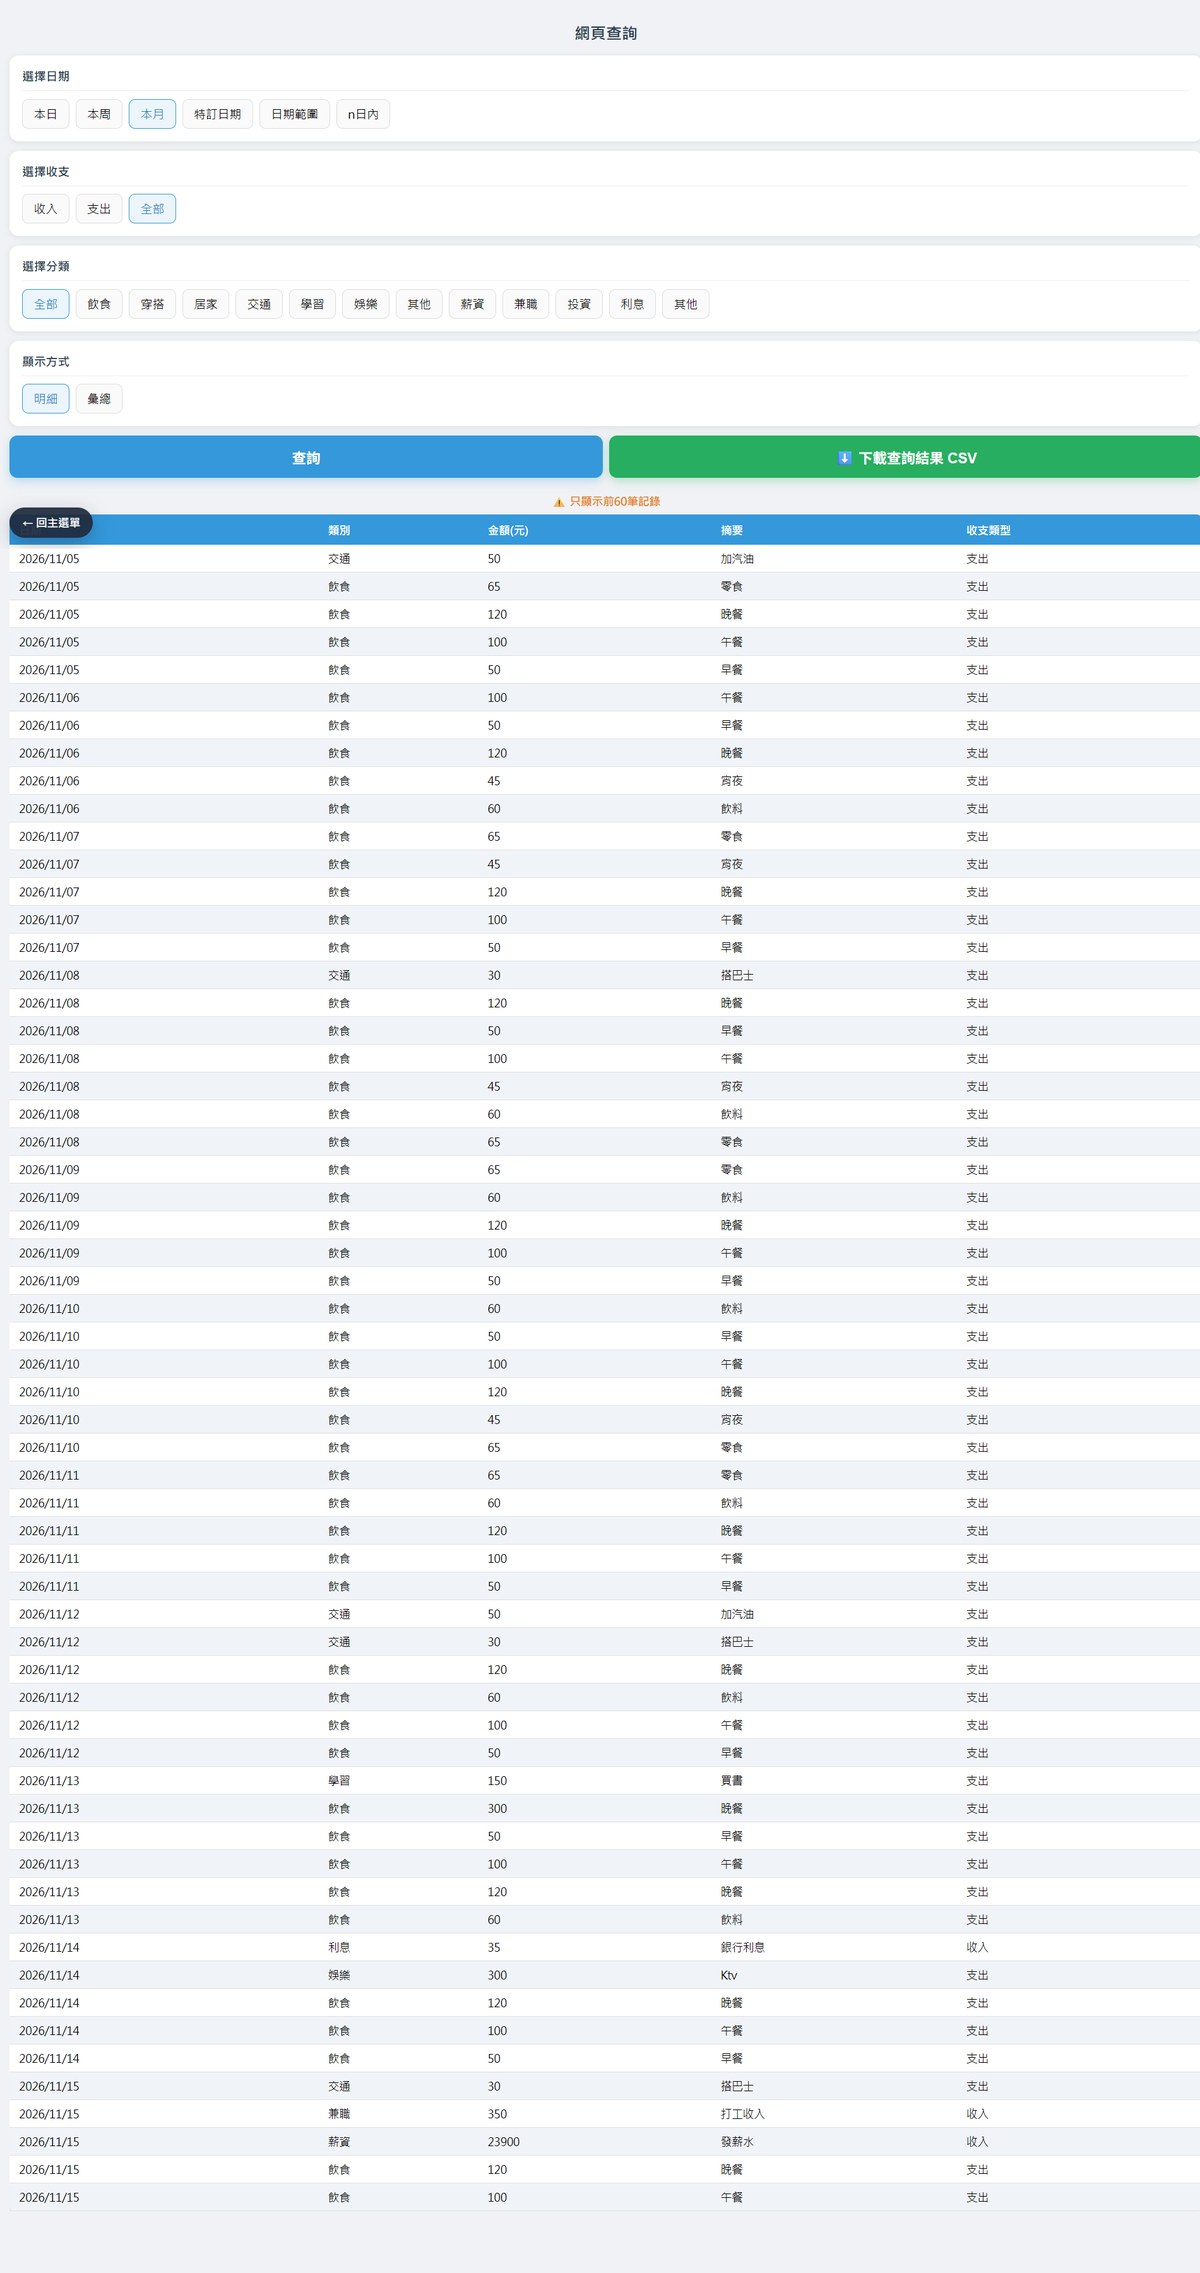 網頁查詢
選擇日期
本日 本周 本月 特訂日期 日期範圍 n日內
選擇收支
收入 支出 全部
選擇分類
全部 飲食 穿搭 居家 交通 學習 娛樂 其他 薪資 兼職 投資 利息 其他
顯示方式
明細 彙總
查詢 下載查詢結果 CSV
只顯示前60筆記錄
← 回主選單 類別 金額(元) 摘要 收支類型
2026/11/05 交通 50 加汽油 支出
2026/11/05 飲食 65 零食 支出
2026/11/05 飲食 120 晚餐 支出
2026/11/05 飲食 100 午餐 支出
2026/11/05 飲食 50 早餐 支出
2026/11/06 飲食 100 午餐 支出
2026/11/06 飲食 50 早餐 支出
2026/11/06 飲食 120 晚餐 支出
2026/11/06 飲食 45 宵夜 支出
2026/11/06 飲食 60 飲料 支出
2026/11/07 飲食 65 零食 支出
2026/11/07 飲食 45 宵夜 支出
2026/11/07 飲食 120 晚餐 支出
2026/11/07 飲食 100 午餐 支出
2026/11/07 飲食 50 早餐 支出
2026/11/08 交通 30 搭巴士 支出
2026/11/08 飲食 120 晚餐 支出
2026/11/08 飲食 50 早餐 支出
2026/11/08 飲食 100 午餐 支出
2026/11/08 飲食 45 宵夜 支出
2026/11/08 飲食 60 飲料 支出
2026/11/08 飲食 65 零食 支出
2026/11/09 飲食 65 零食 支出
2026/11/09 飲食 60 飲料 支出
2026/11/09 飲食 120 晚餐 支出
2026/11/09 飲食 100 午餐 支出
2026/11/09 飲食 50 早餐 支出
2026/11/10 飲食 60 飲料 支出
2026/11/10 飲食 50 早餐 支出
2026/11/10 飲食 100 午餐 支出
2026/11/10 飲食 120 晚餐 支出
2026/11/10 飲食 45 宵夜 支出
2026/11/10 飲食 65 零食 支出
2026/11/11 飲食 65 零食 支出
2026/11/11 飲食 60 飲料 支出
2026/11/11 飲食 120 晚餐 支出
2026/11/11 飲食 100 午餐 支出
2026/11/11 飲食 50 早餐 支出
2026/11/12 交通 50 加汽油 支出
2026/11/12 交通 30 搭巴士 支出
2026/11/12 飲食 120 晚餐 支出
2026/11/12 飲食 60 飲料 支出
2026/11/12 飲食 100 午餐 支出
2026/11/12 飲食 50 早餐 支出
2026/11/13 學習 150 買書 支出
2026/11/13 飲食 300 晚餐 支出
2026/11/13 飲食 50 早餐 支出
2026/11/13 飲食 100 午餐 支出
2026/11/13 飲食 120 晚餐 支出
2026/11/13 飲食 60 飲料 支出
2026/11/14 利息 35 銀行利息 收入
2026/11/14 娛樂 300 Ktv 支出
2026/11/14 飲食 120 晚餐 支出
2026/11/14 飲食 100 午餐 支出
2026/11/14 飲食 50 早餐 支出
2026/11/15 交通 30 搭巴士 支出
2026/11/15 兼職 350 打工收入 收入
2026/11/15 薪資 23900 發薪水 收入
2026/11/15 飲食 120 晚餐 支出
2026/11/15 飲食 100 午餐 支出